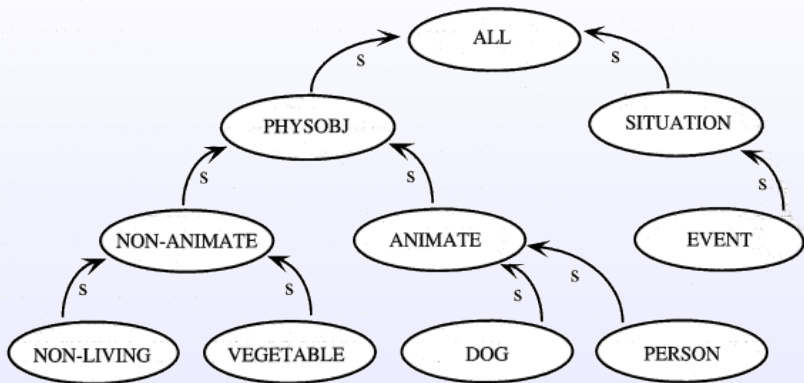 ALL
s
s
PHYSOBJ
SITUATION
s
s
s
NON-ANIMATE
ANIMATE
EVENT
s
s
s
s
NON-LIVING
VEGETABLE
DOG
PERSON